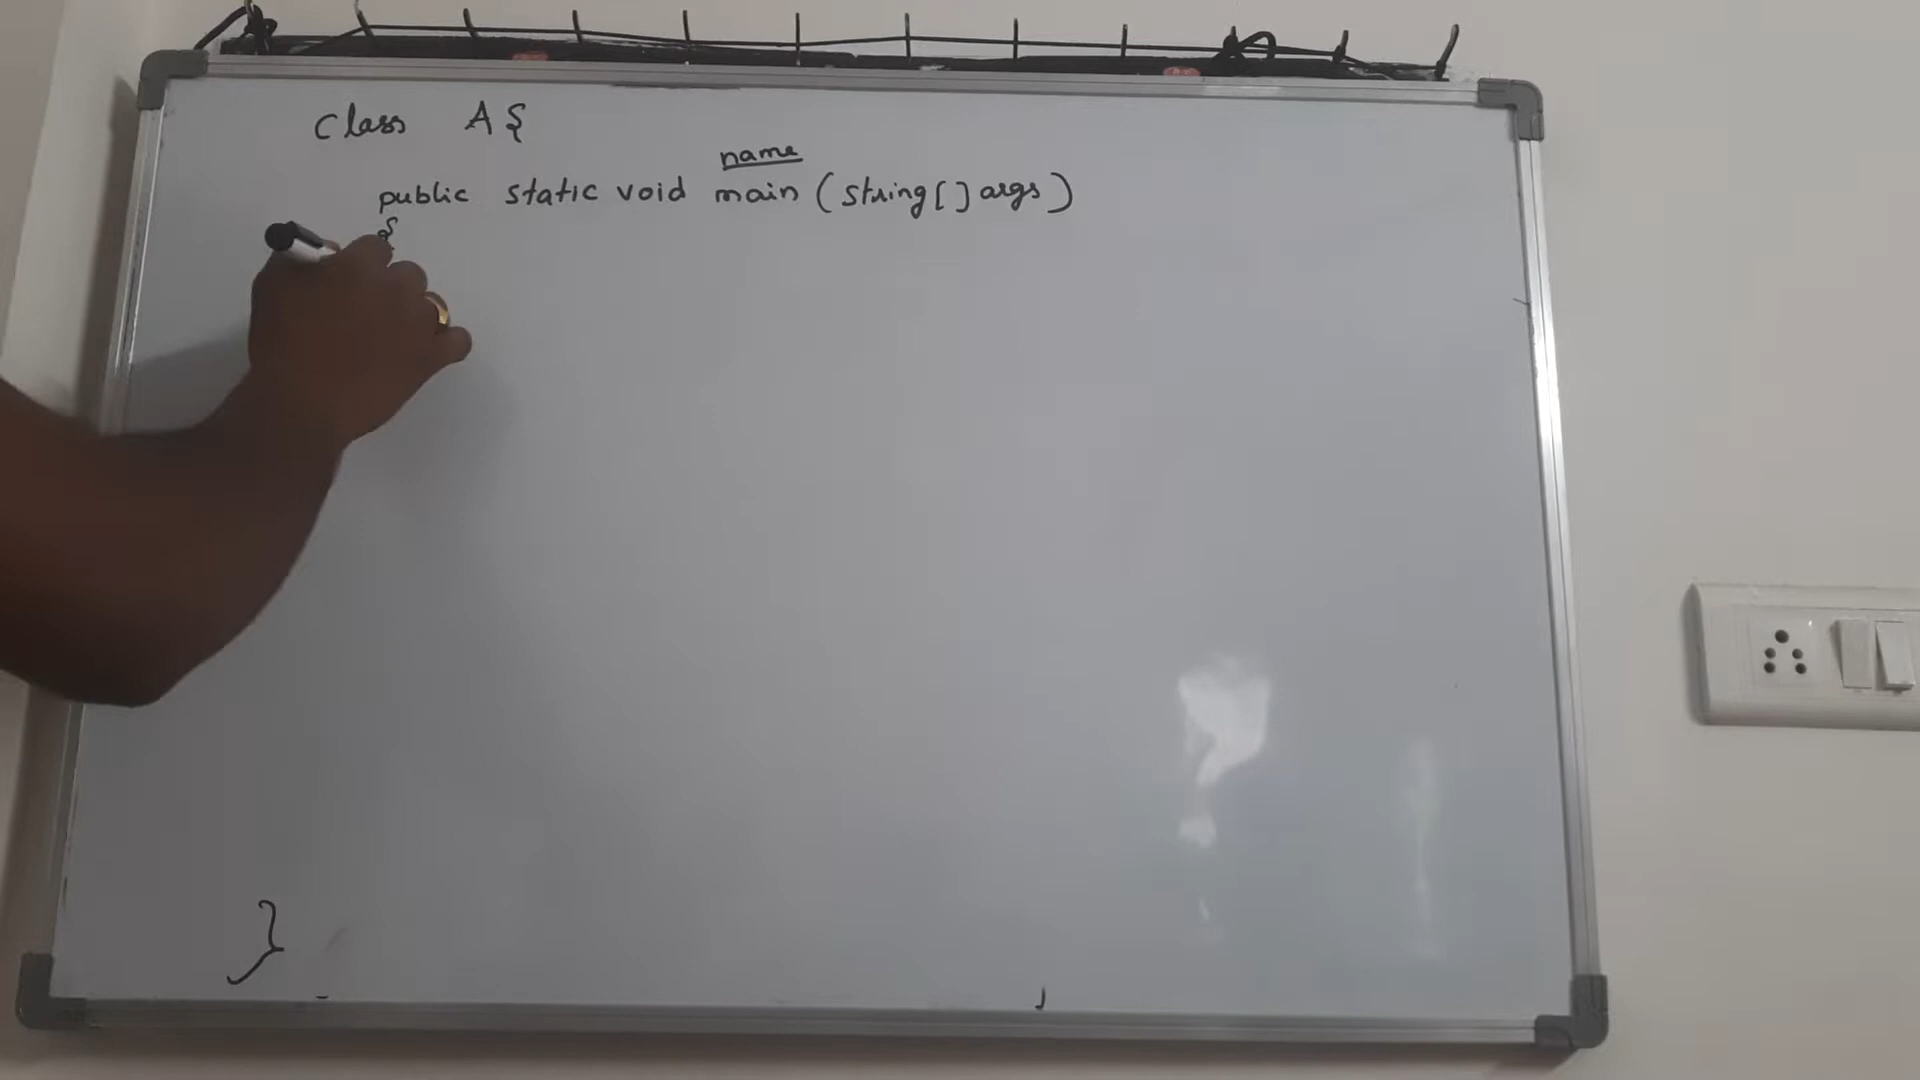 class A{
name
public static void main (string[] args)
{
}